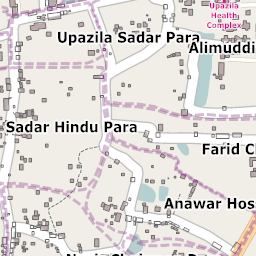 Upazila
Health
Complex
Upazila Sadar Para
Alimuddi
Sadar Hindu Para
Farid C
Anawar Hos